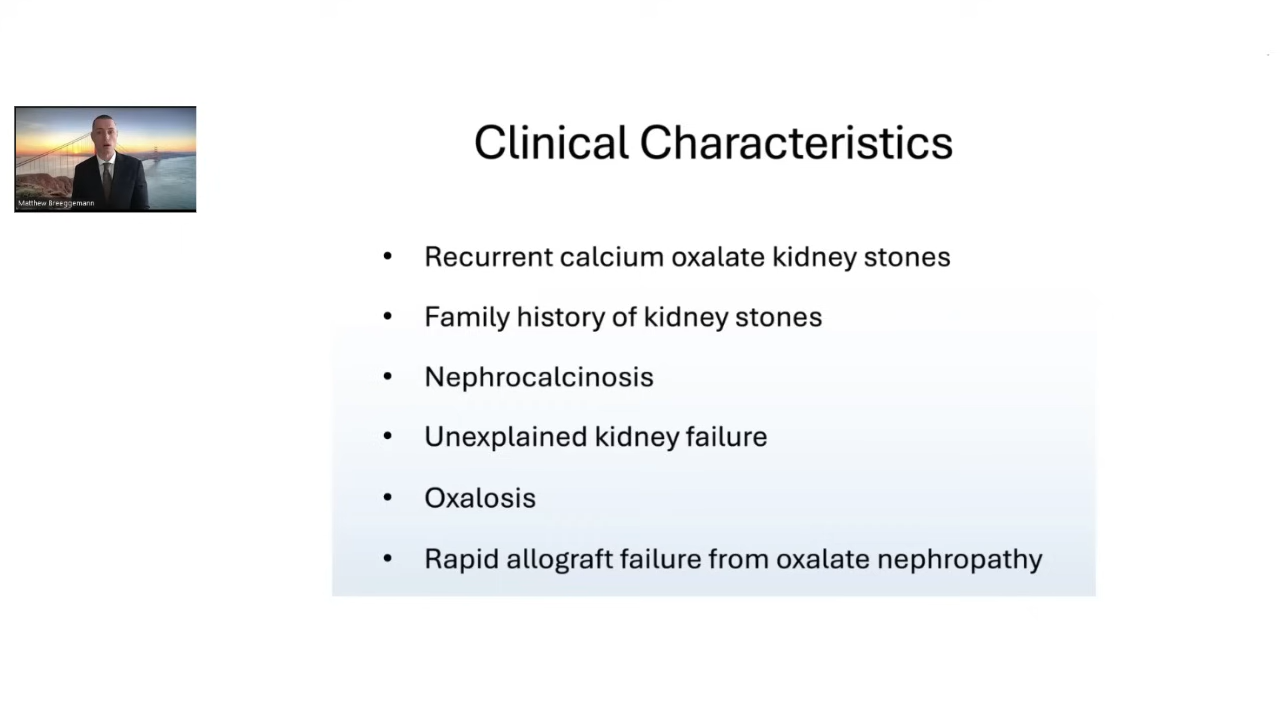 Clinical Characteristics
Matthew Breeggemann
• Recurrent calcium oxalate kidney stones
• Family history of kidney stones
• Nephrocalcinosis
• Unexplained kidney failure
• Oxalosis
• Rapid allograft failure from oxalate nephropathy